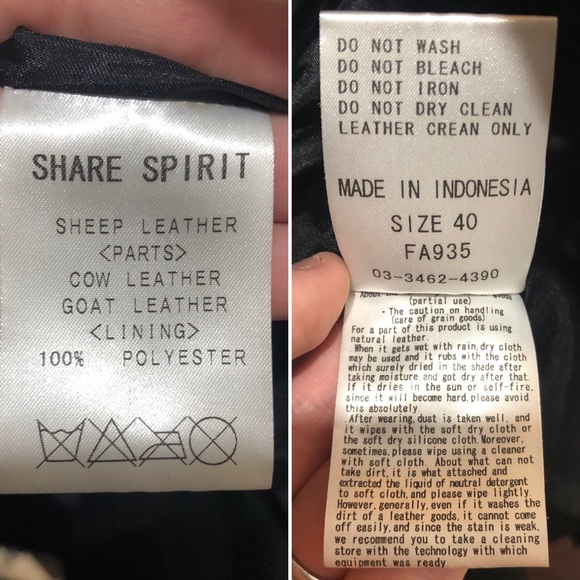 SHARE SPIRIT
SHEEP LEATHER
<PARTS>
COW LEATHER
GOAT LEATHER
<LINING>
100% POLYESTER
DO NOT WASH
DO NOT BLEACH
DO NOT IRON
DO NOT DRY CLEAN
LEATHER CREAN ONLY
MADE IN INDONESIA
SIZE 40
FA935
03-3462-4390
(partial use)
• The caution on handling
(care of grain goods)
For a part of this product is using
natural leather.
When it gets wet with rain, dry cloth
may be used and it rubs with the cloth
which surely dried in the shade after
taking moisture and got dry after that.
If it dries in the sun or self-fire,
since it will become hard, please avoid
this absolutely.
After wearing, dust is taken well, and
it wipes with the soft dry cloth or
the soft dry silicone cloth. Moreover,
sometimes, please wipe using a cleaner
with soft cloth. About what can not
take dirt, it is what attached and
extracted the liquid of neutral detergent
to soft cloth, and please wipe lightly.
However, generally, even if it washes the
dirt of a leather goods, it cannot come
off easily, and since the stain is weak,
we recommend you to take a cleaning
store with the technology with which
equipment was ready.